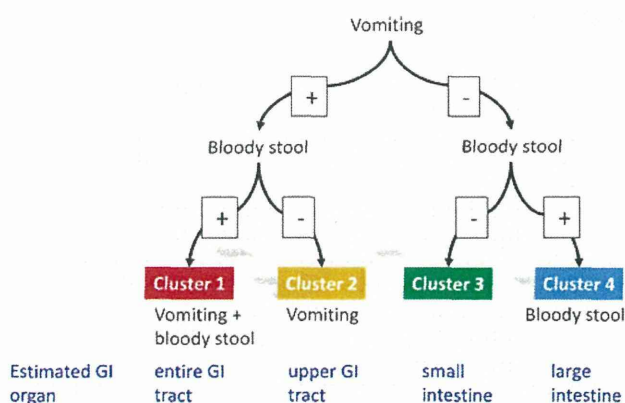 Vomiting
+ -
Bloody stool Bloody stool
+ - - +
Cluster 1 Cluster 2 Cluster 3 Cluster 4
Vomiting + Vomiting Bloody stool
bloody stool
Estimated GI entire GI upper GI small large
organ tract tract intestine intestine